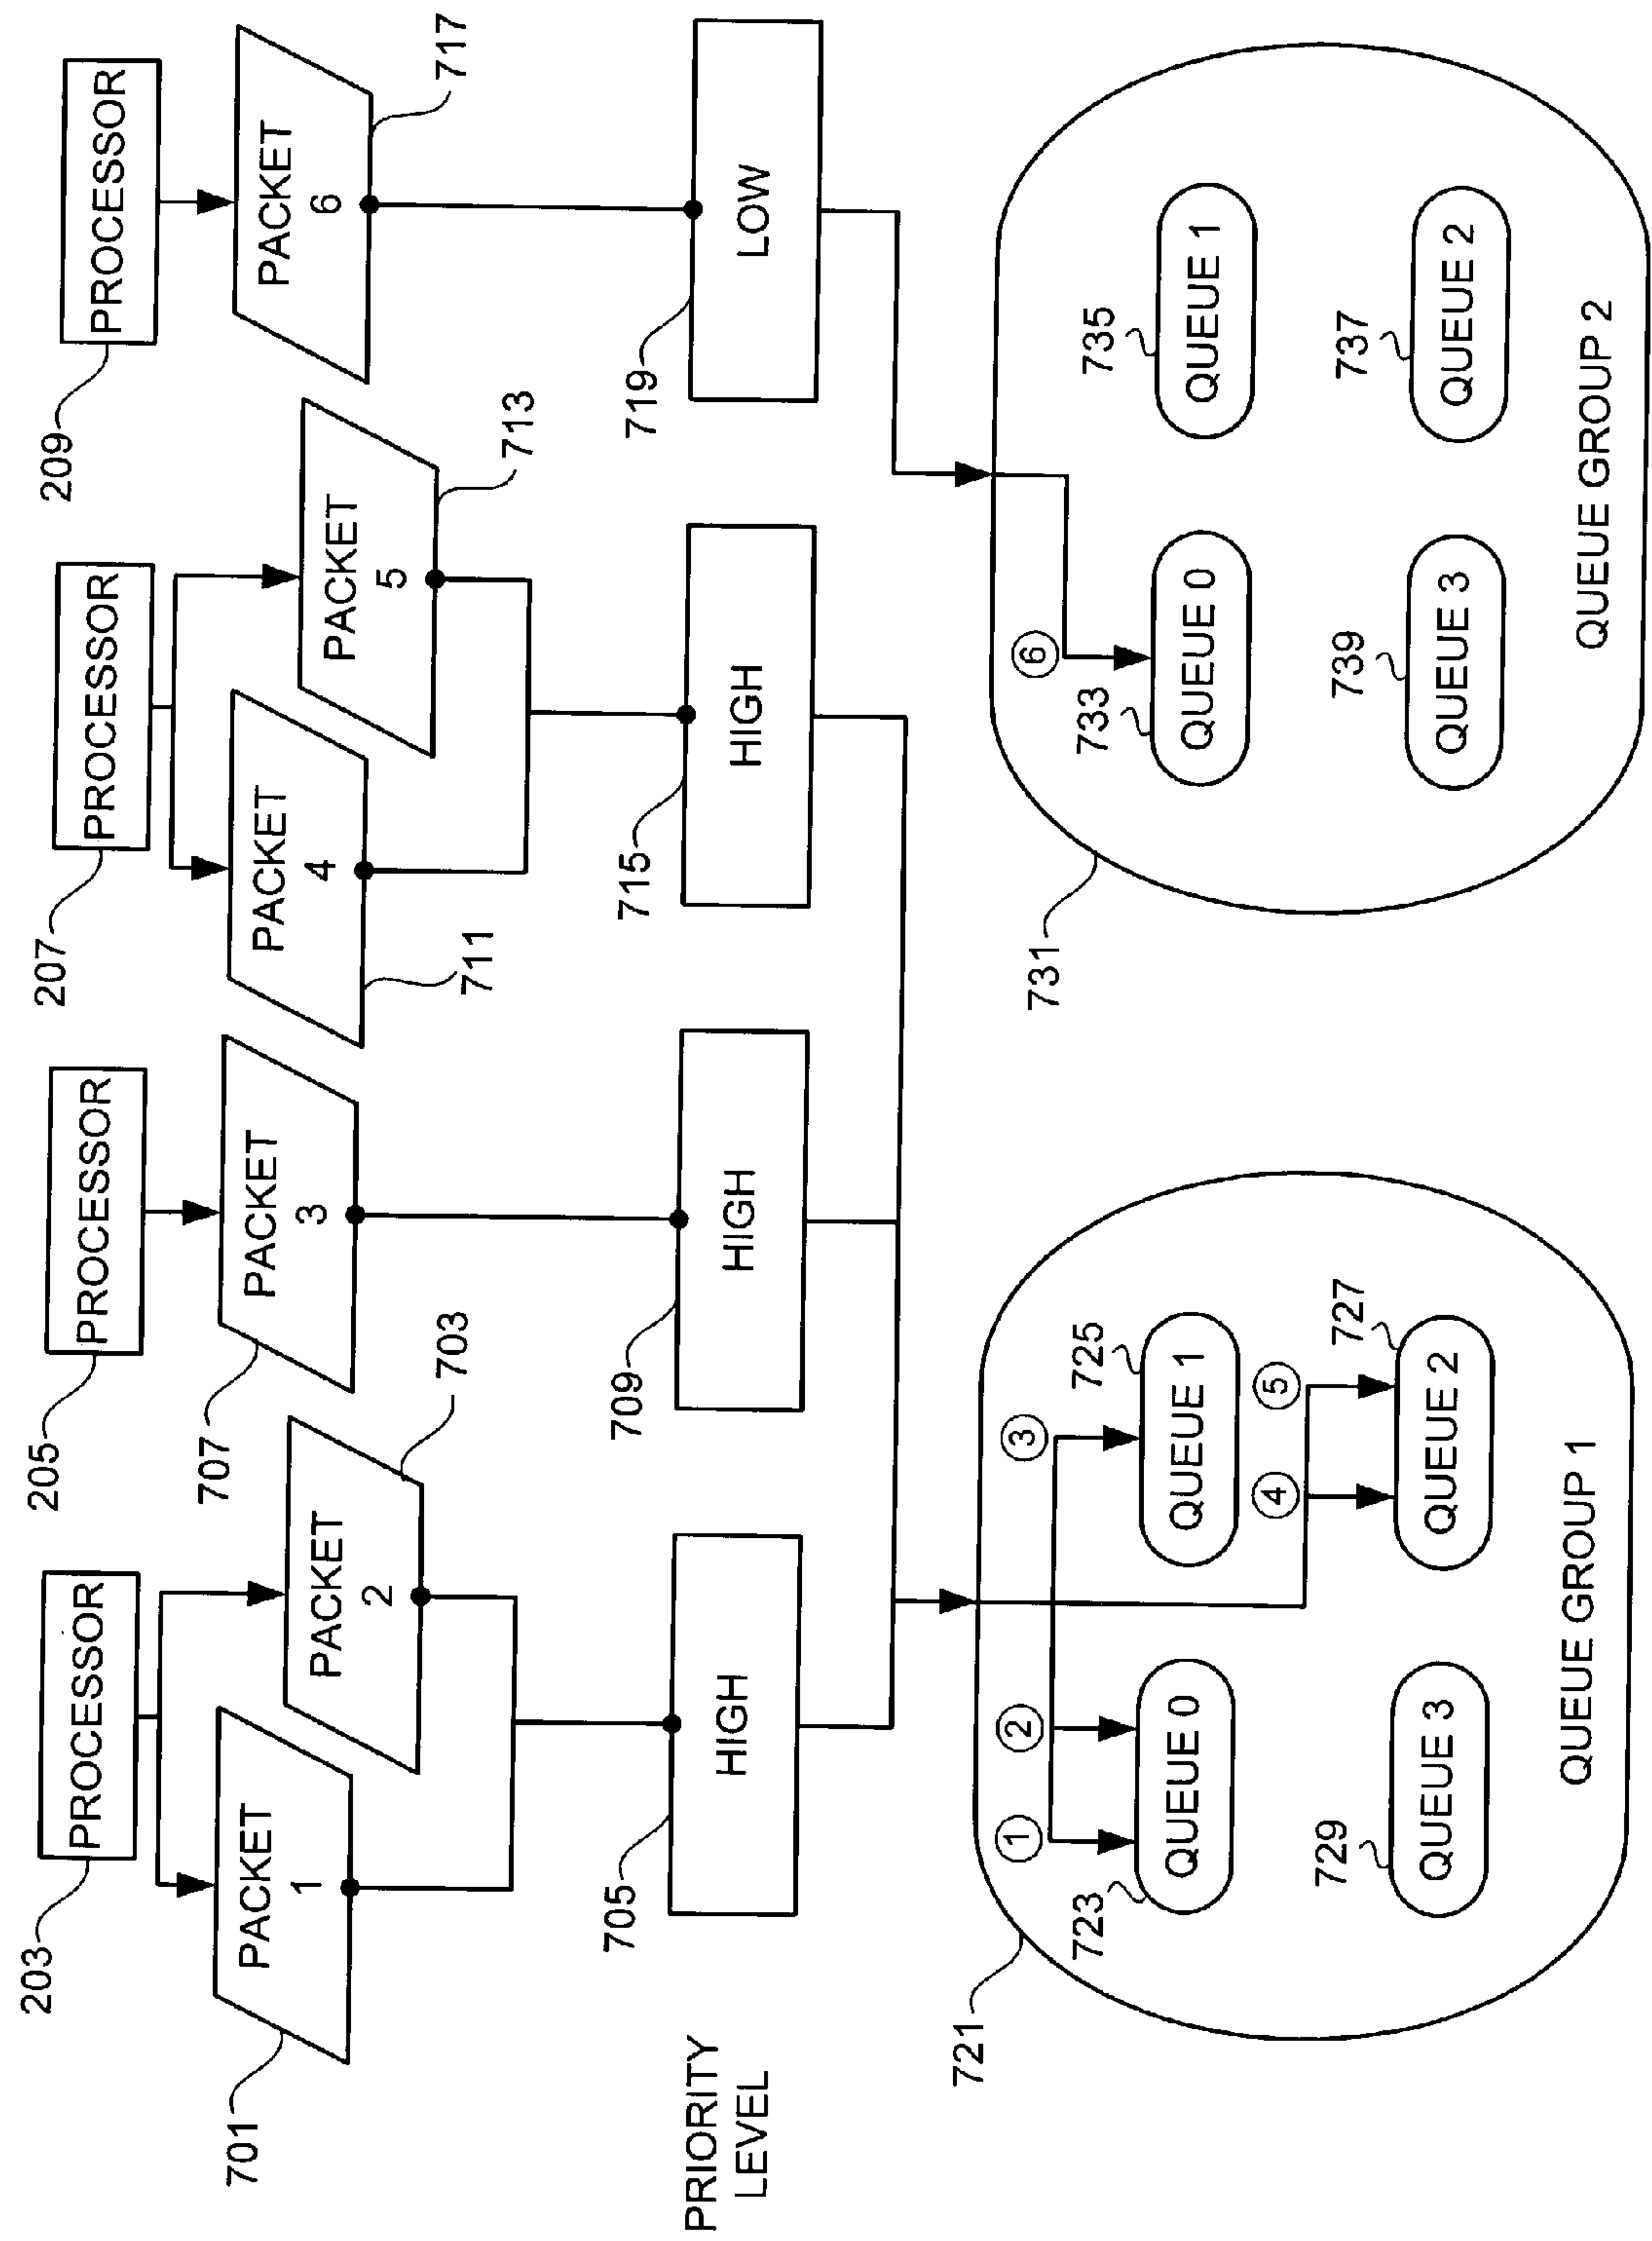 203
PROCESSOR
205
PROCESSOR
207
PROCESSOR
209
PROCESSOR
701
PACKET
1
PACKET
2
703
707
PACKET
3
PACKET
4
711
PACKET
5
713
PACKET
6
717
PRIORITY
LEVEL
705
HIGH
709
HIGH
715
HIGH
719
LOW
721
1
2
3
723
QUEUE 0
725
QUEUE 1
4
5
729
QUEUE 3
727
QUEUE 2
QUEUE GROUP 1
731
6
733
QUEUE 0
735
QUEUE 1
739
QUEUE 3
737
QUEUE 2
QUEUE GROUP 2